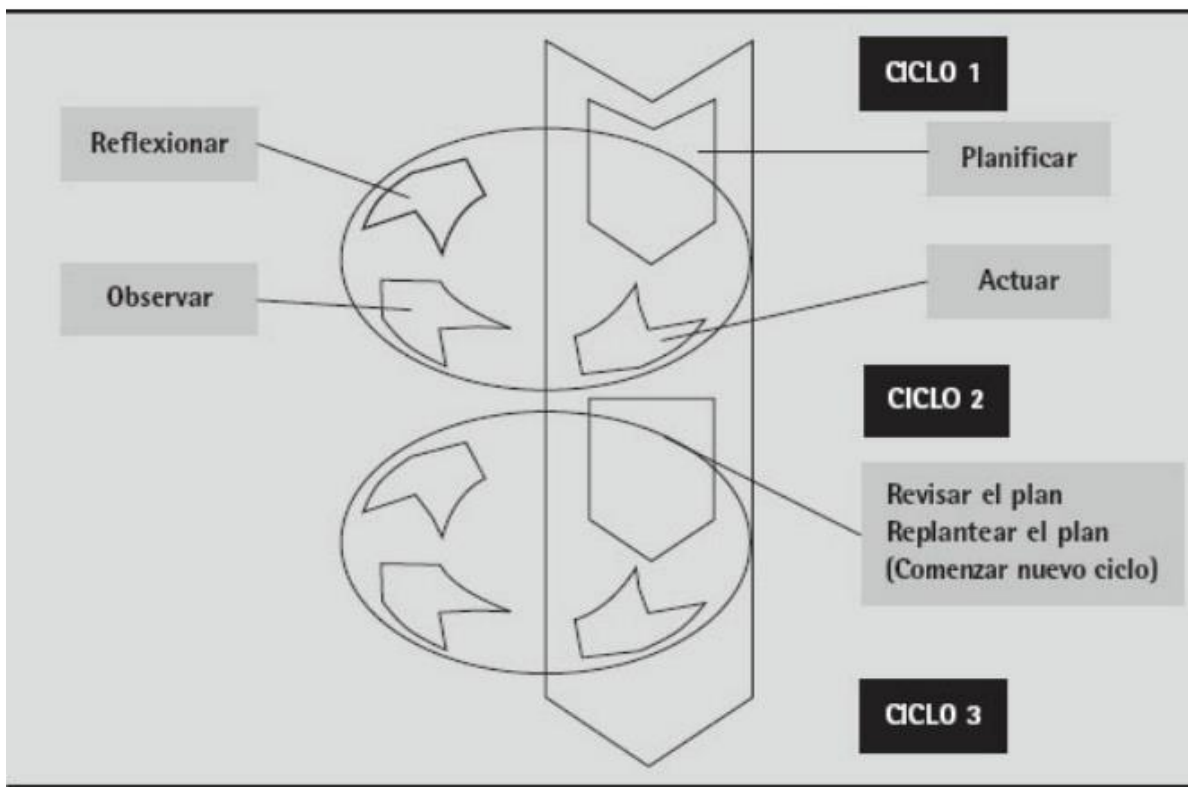 CICLO 1
Reflexionar
Planificar
Observar
Actuar
CICLO 2
Revisar el plan
Replantear el plan
(Comenzar nuevo ciclo)
CICLO 3